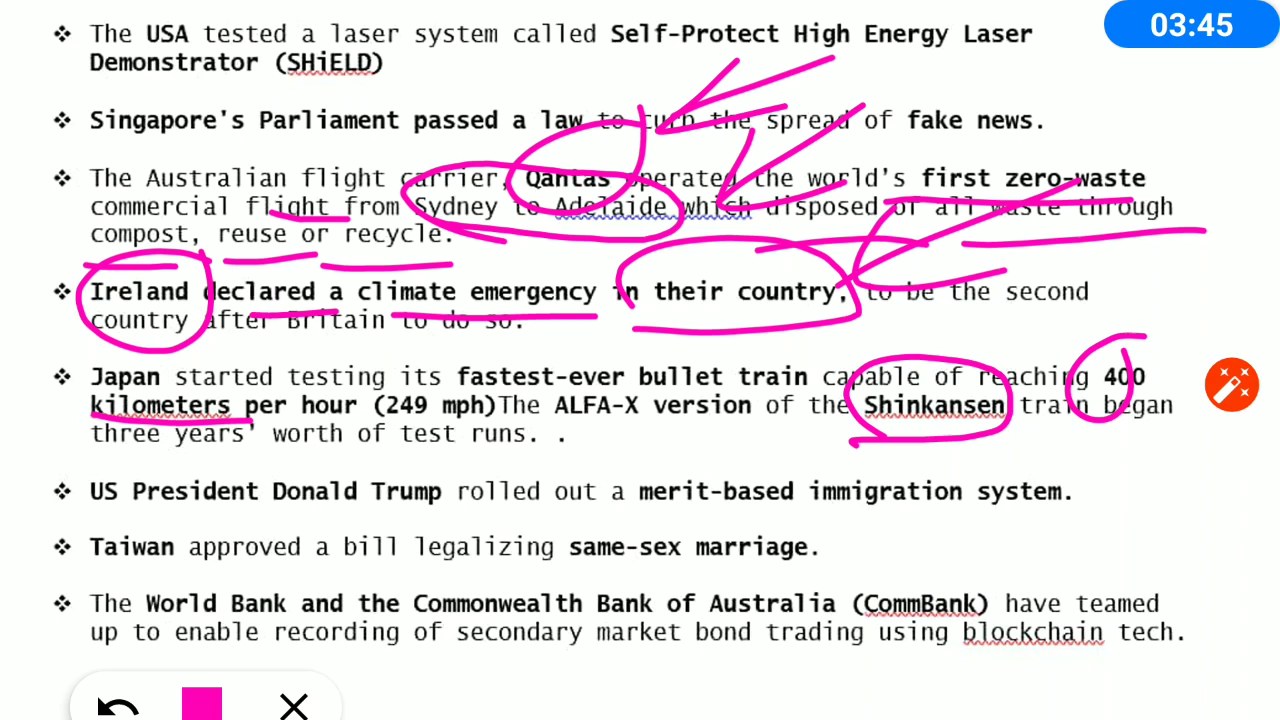 03:45
❖ The USA tested a laser system called Self-Protect High Energy Laser
Demonstrator (SHiELD)
❖ Singapore's Parliament passed a law to curb the spread of fake news.
❖ The Australian flight carrier, Qantas operated the world's first zero-waste
commercial flight from Sydney to Adelaide which disposed of all waste through
compost, reuse or recycle.
❖ Ireland declared a climate emergency in their country, to be the second
country after Britain to do so.
❖ Japan started testing its fastest-ever bullet train capable of reaching 400
kilometers per hour (249 mph)The ALFA-X version of the Shinkansen train began
three years' worth of test runs. .
❖ US President Donald Trump rolled out a merit-based immigration system.
❖ Taiwan approved a bill legalizing same-sex marriage.
❖ The World Bank and the Commonwealth Bank of Australia (CommBank) have teamed
up to enable recording of secondary market bond trading using blockchain tech.